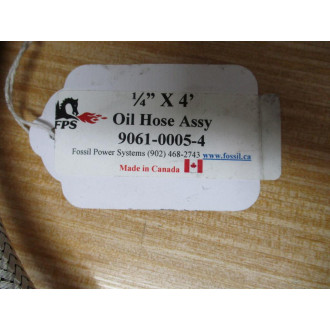 ¼” X 4’
Oil Hose Assy
FPS
9061-0005-4
Fossil Power Systems (902) 468-2743 www.fossil.ca
Made in Canada